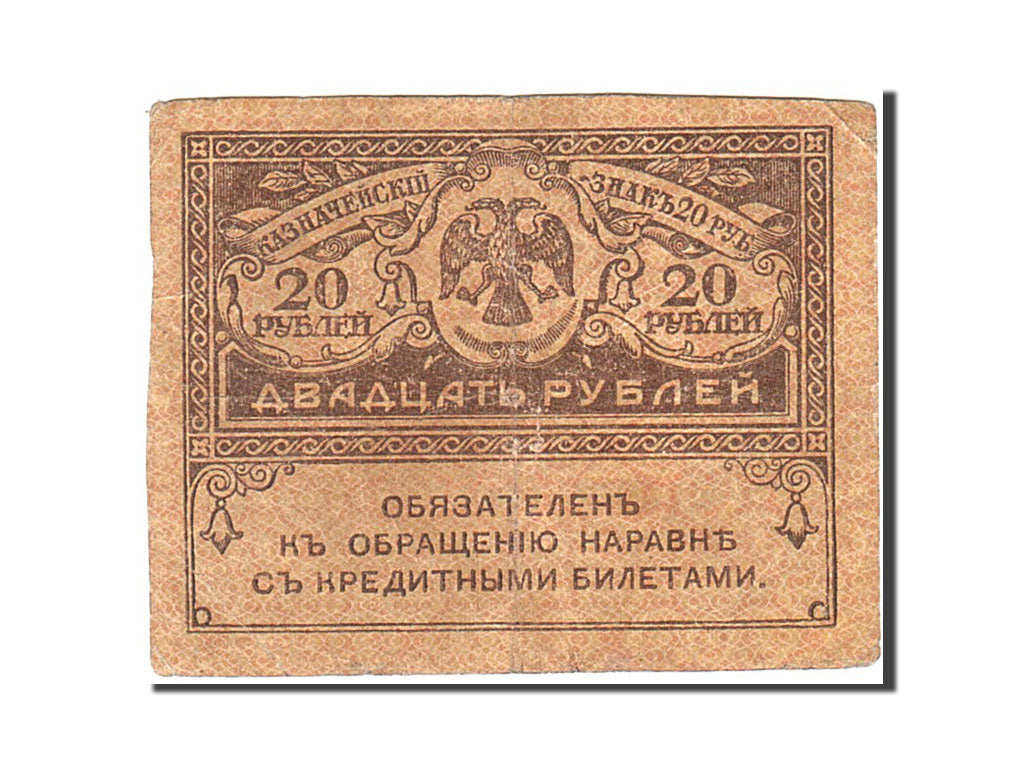 КАЗНАЧЕЙСКІЙ ЗНАКЪ 20 РУБ
20 20
РУБЛЕЙ РУБЛЕЙ
ДВАДЦАТЬ РУБЛЕЙ
ОБЯЗАТЕЛЕНЪ
КЪ ОБРАЩЕНІЮ НАРАВНѢ
СЪ КРЕДИТНЫМИ БИЛЕТАМИ.